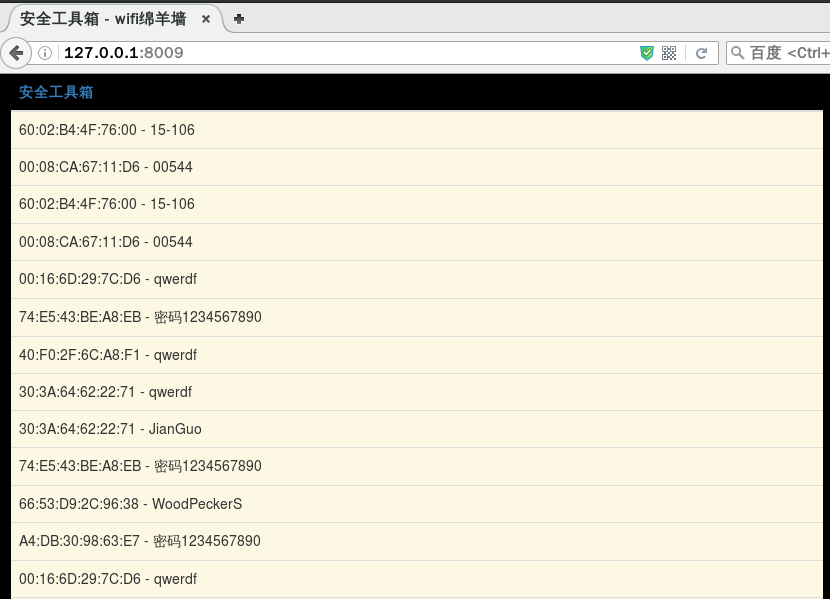 安全工具箱 - wifi绵羊墙
127.0.0.1:8009
百度 <Ctrl+
安全工具箱
60:02:B4:4F:76:00 - 15-106
00:08:CA:67:11:D6 - 00544
60:02:B4:4F:76:00 - 15-106
00:08:CA:67:11:D6 - 00544
00:16:6D:29:7C:D6 - qwerdf
74:E5:43:BE:A8:EB - 密码1234567890
40:F0:2F:6C:A8:F1 - qwerdf
30:3A:64:62:22:71 - qwerdf
30:3A:64:62:22:71 - JianGuo
74:E5:43:BE:A8:EB - 密码1234567890
66:53:D9:2C:96:38 - WoodPeckerS
A4:DB:30:98:63:E7 - 密码1234567890
00:16:6D:29:7C:D6 - qwerdf